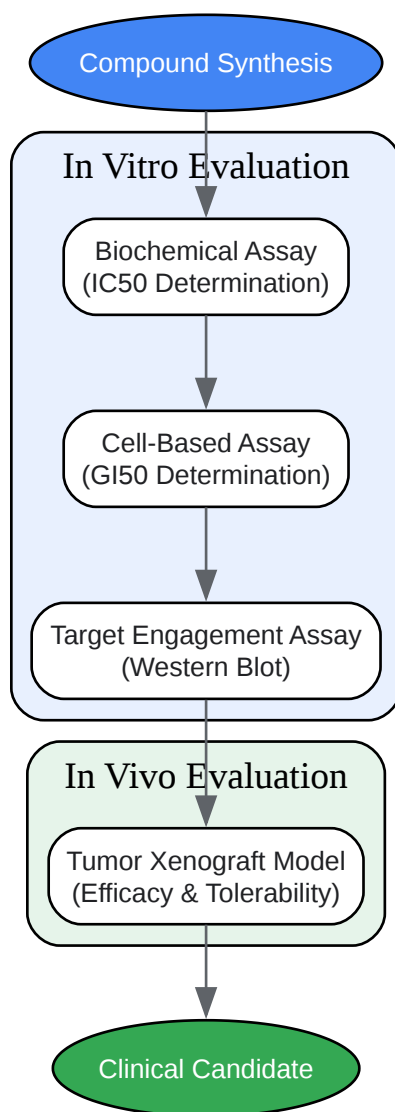 Compound Synthesis
In Vitro Evaluation
Biochemical Assay
(IC50 Determination)
Cell-Based Assay
(GI50 Determination)
Target Engagement Assay
(Western Blot)
In Vivo Evaluation
Tumor Xenograft Model
(Efficacy & Tolerability)
Clinical Candidate